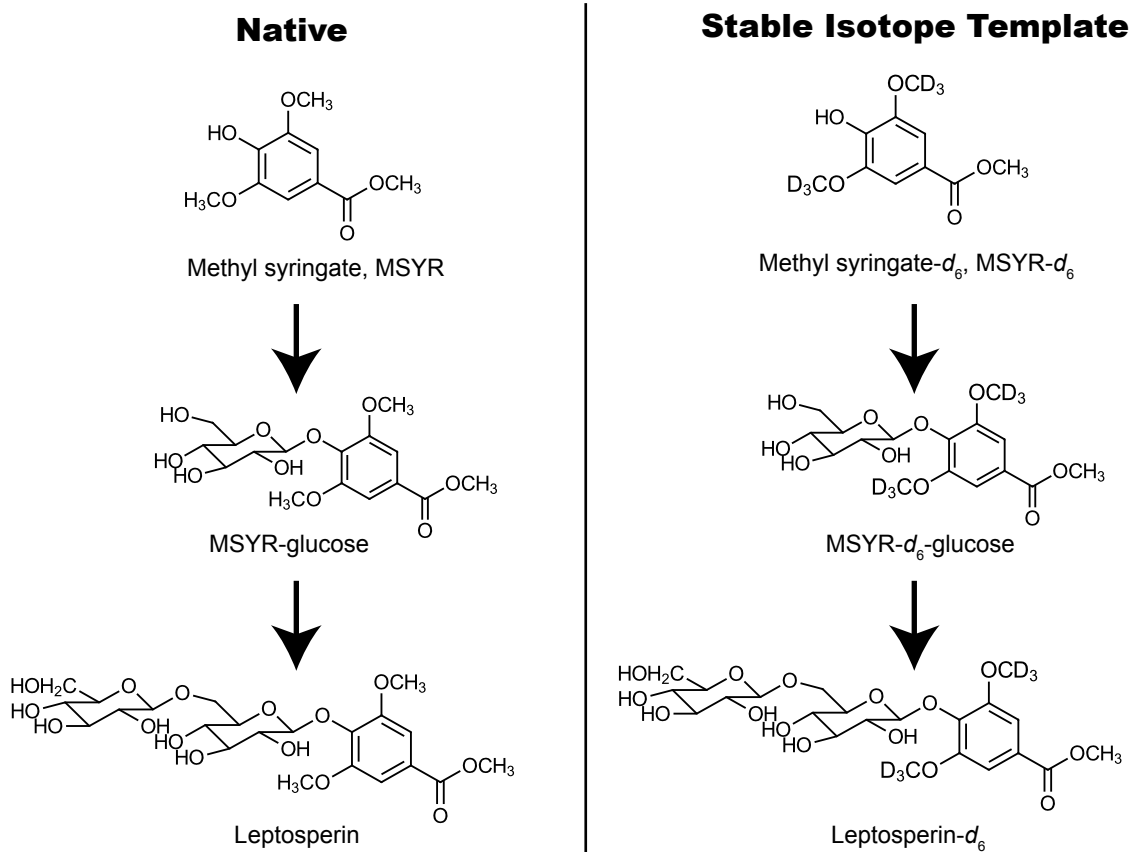 Native
OCH3
HO
H3CO
OCH3
O
Methyl syringate, MSYR
HO
O
O
OCH3
HO
HO
OH
H3CO
OCH3
O
MSYR-glucose
HOH2C
O
O
HO
HO
OH
O
HO
HO
OH
O
OCH3
H3CO
OCH3
O
Leptosperin
Stable Isotope Template
OCD3
HO
D3CO
OCH3
O
Methyl syringate-d6, MSYR-d6
HO
O
O
OCD3
HO
HO
OH
D3CO
OCH3
O
MSYR-d6-glucose
HOH2C
O
O
HO
HO
OH
O
HO
HO
OH
O
OCD3
D3CO
OCH3
O
Leptosperin-d6